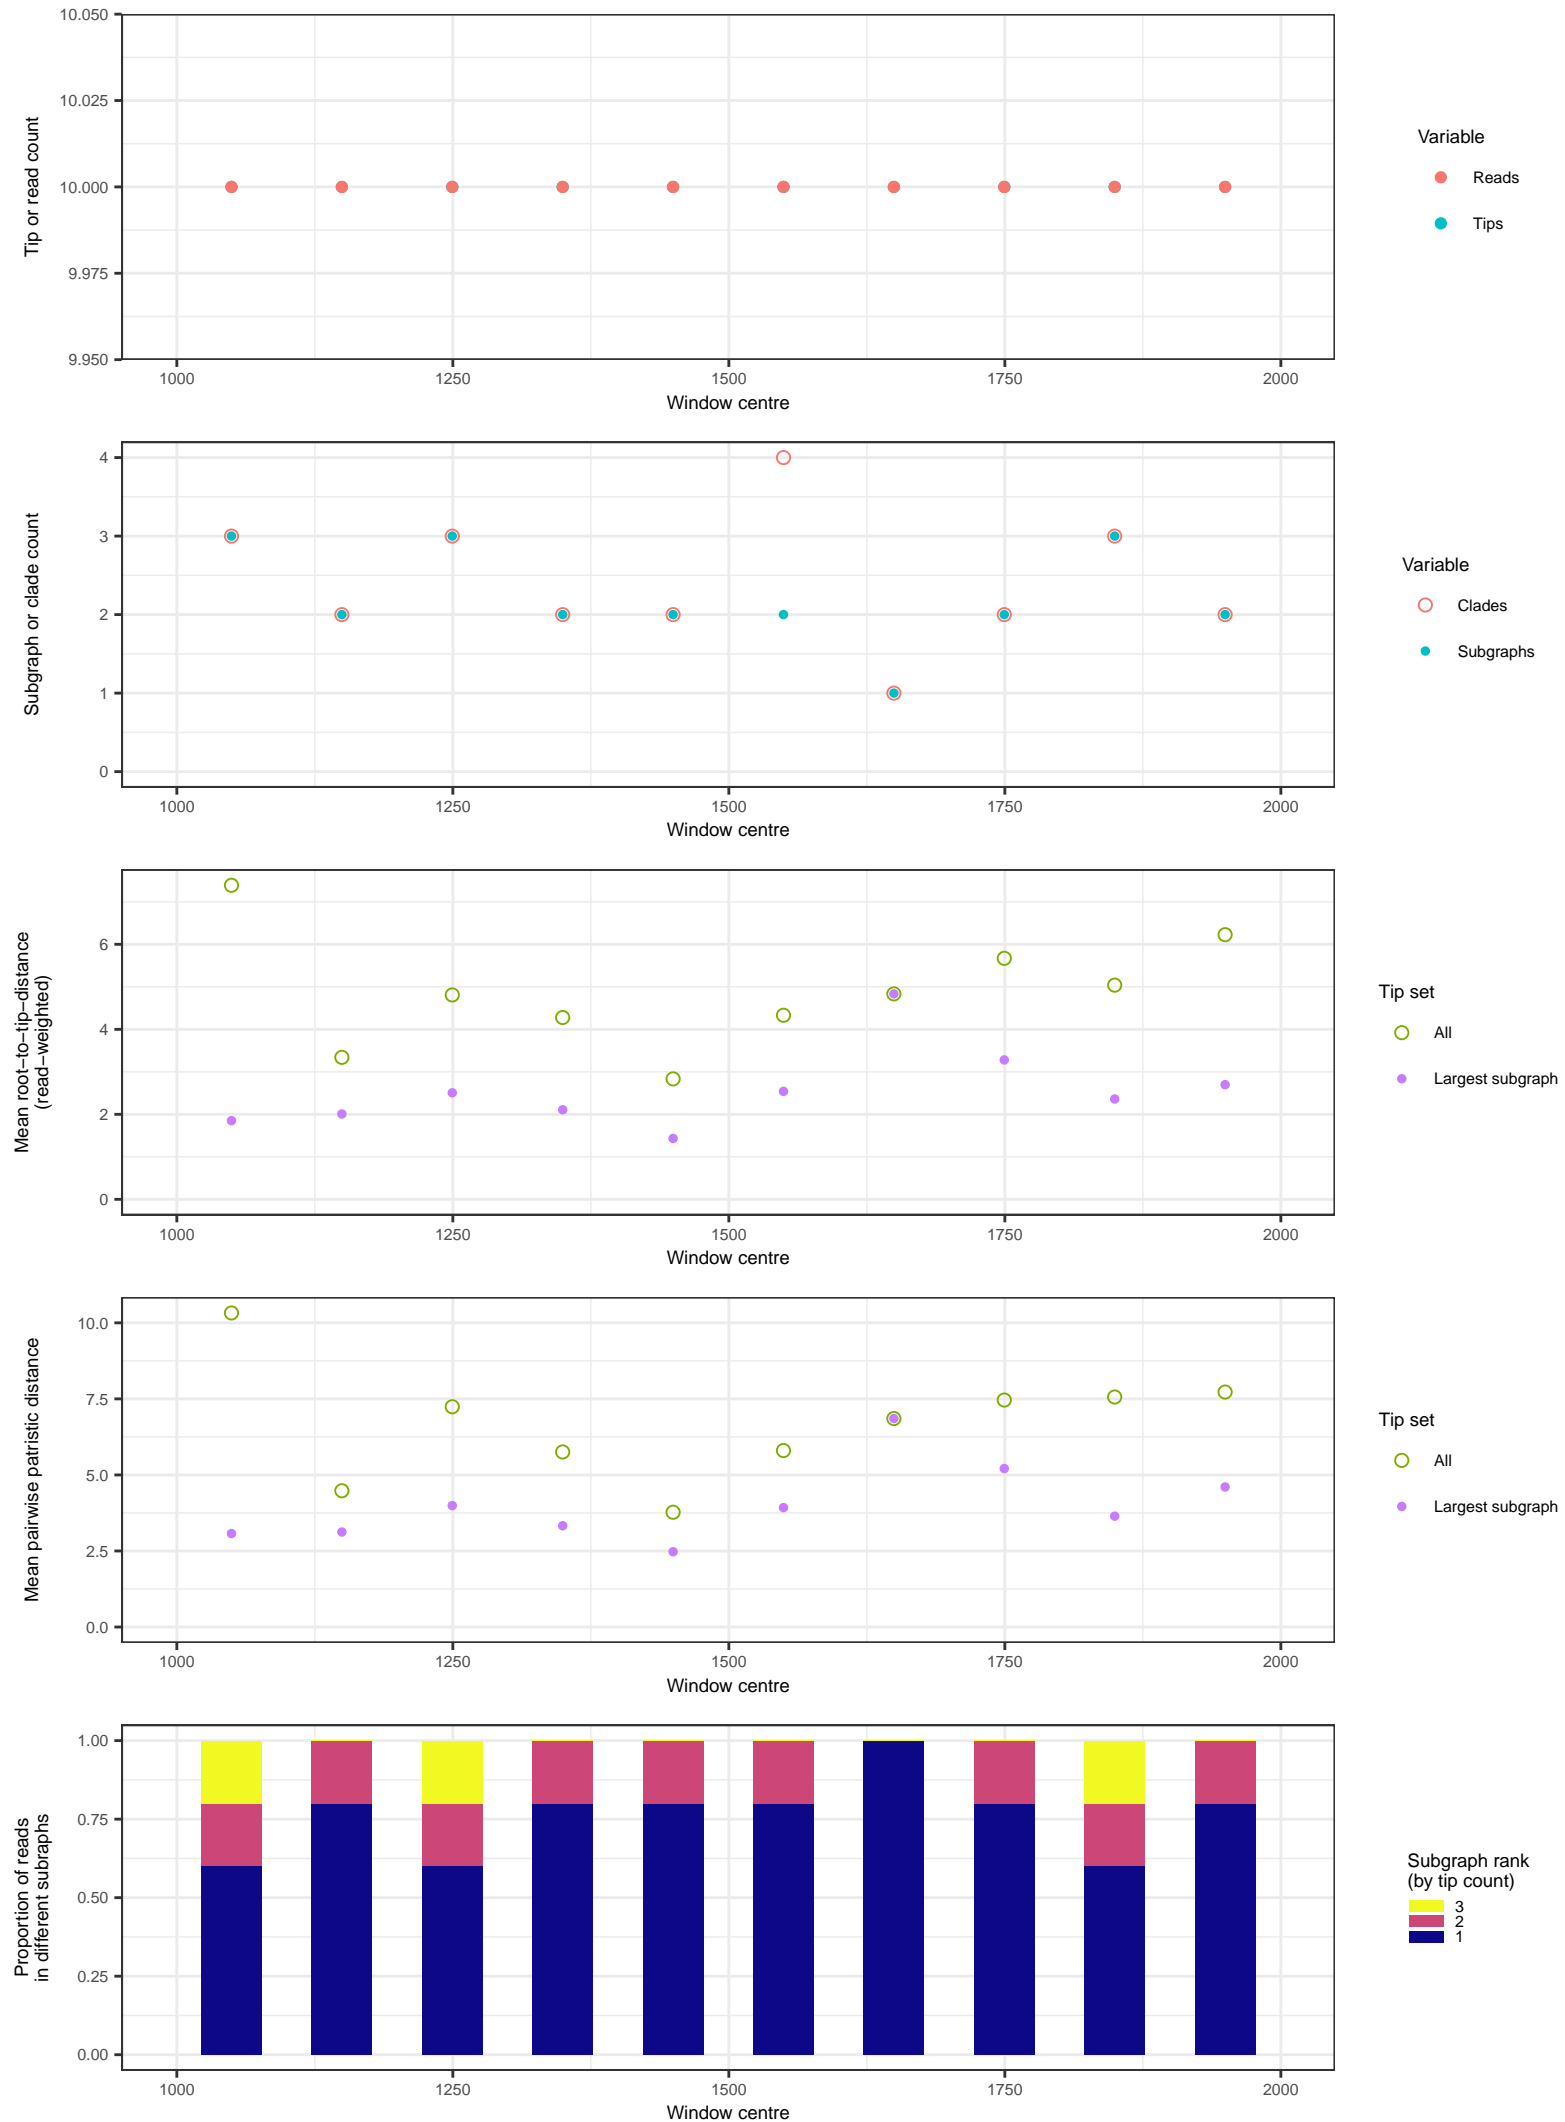 10.050
10.025
10.000
9.975
9.950
Tip or read count
1000 1250 1500 1750 2000
Window centre
Variable
Reads
Tips
4
3
2
1
0
Subgraph or clade count
1000 1250 1500 1750 2000
Window centre
Variable
Clades
Subgraphs
6
4
2
0
Mean root−to−tip−distance
(read−weighted)
1000 1250 1500 1750 2000
Window centre
Tip set
All
Largest subgraph
10.0
7.5
5.0
2.5
0.0
Mean pairwise patristic distance
1000 1250 1500 1750 2000
Window centre
Tip set
All
Largest subgraph
1.00
0.75
0.50
0.25
0.00
Proportion of reads
in different subraphs
1000 1250 1500 1750 2000
Window centre
Subgraph rank
(by tip count)
3
2
1